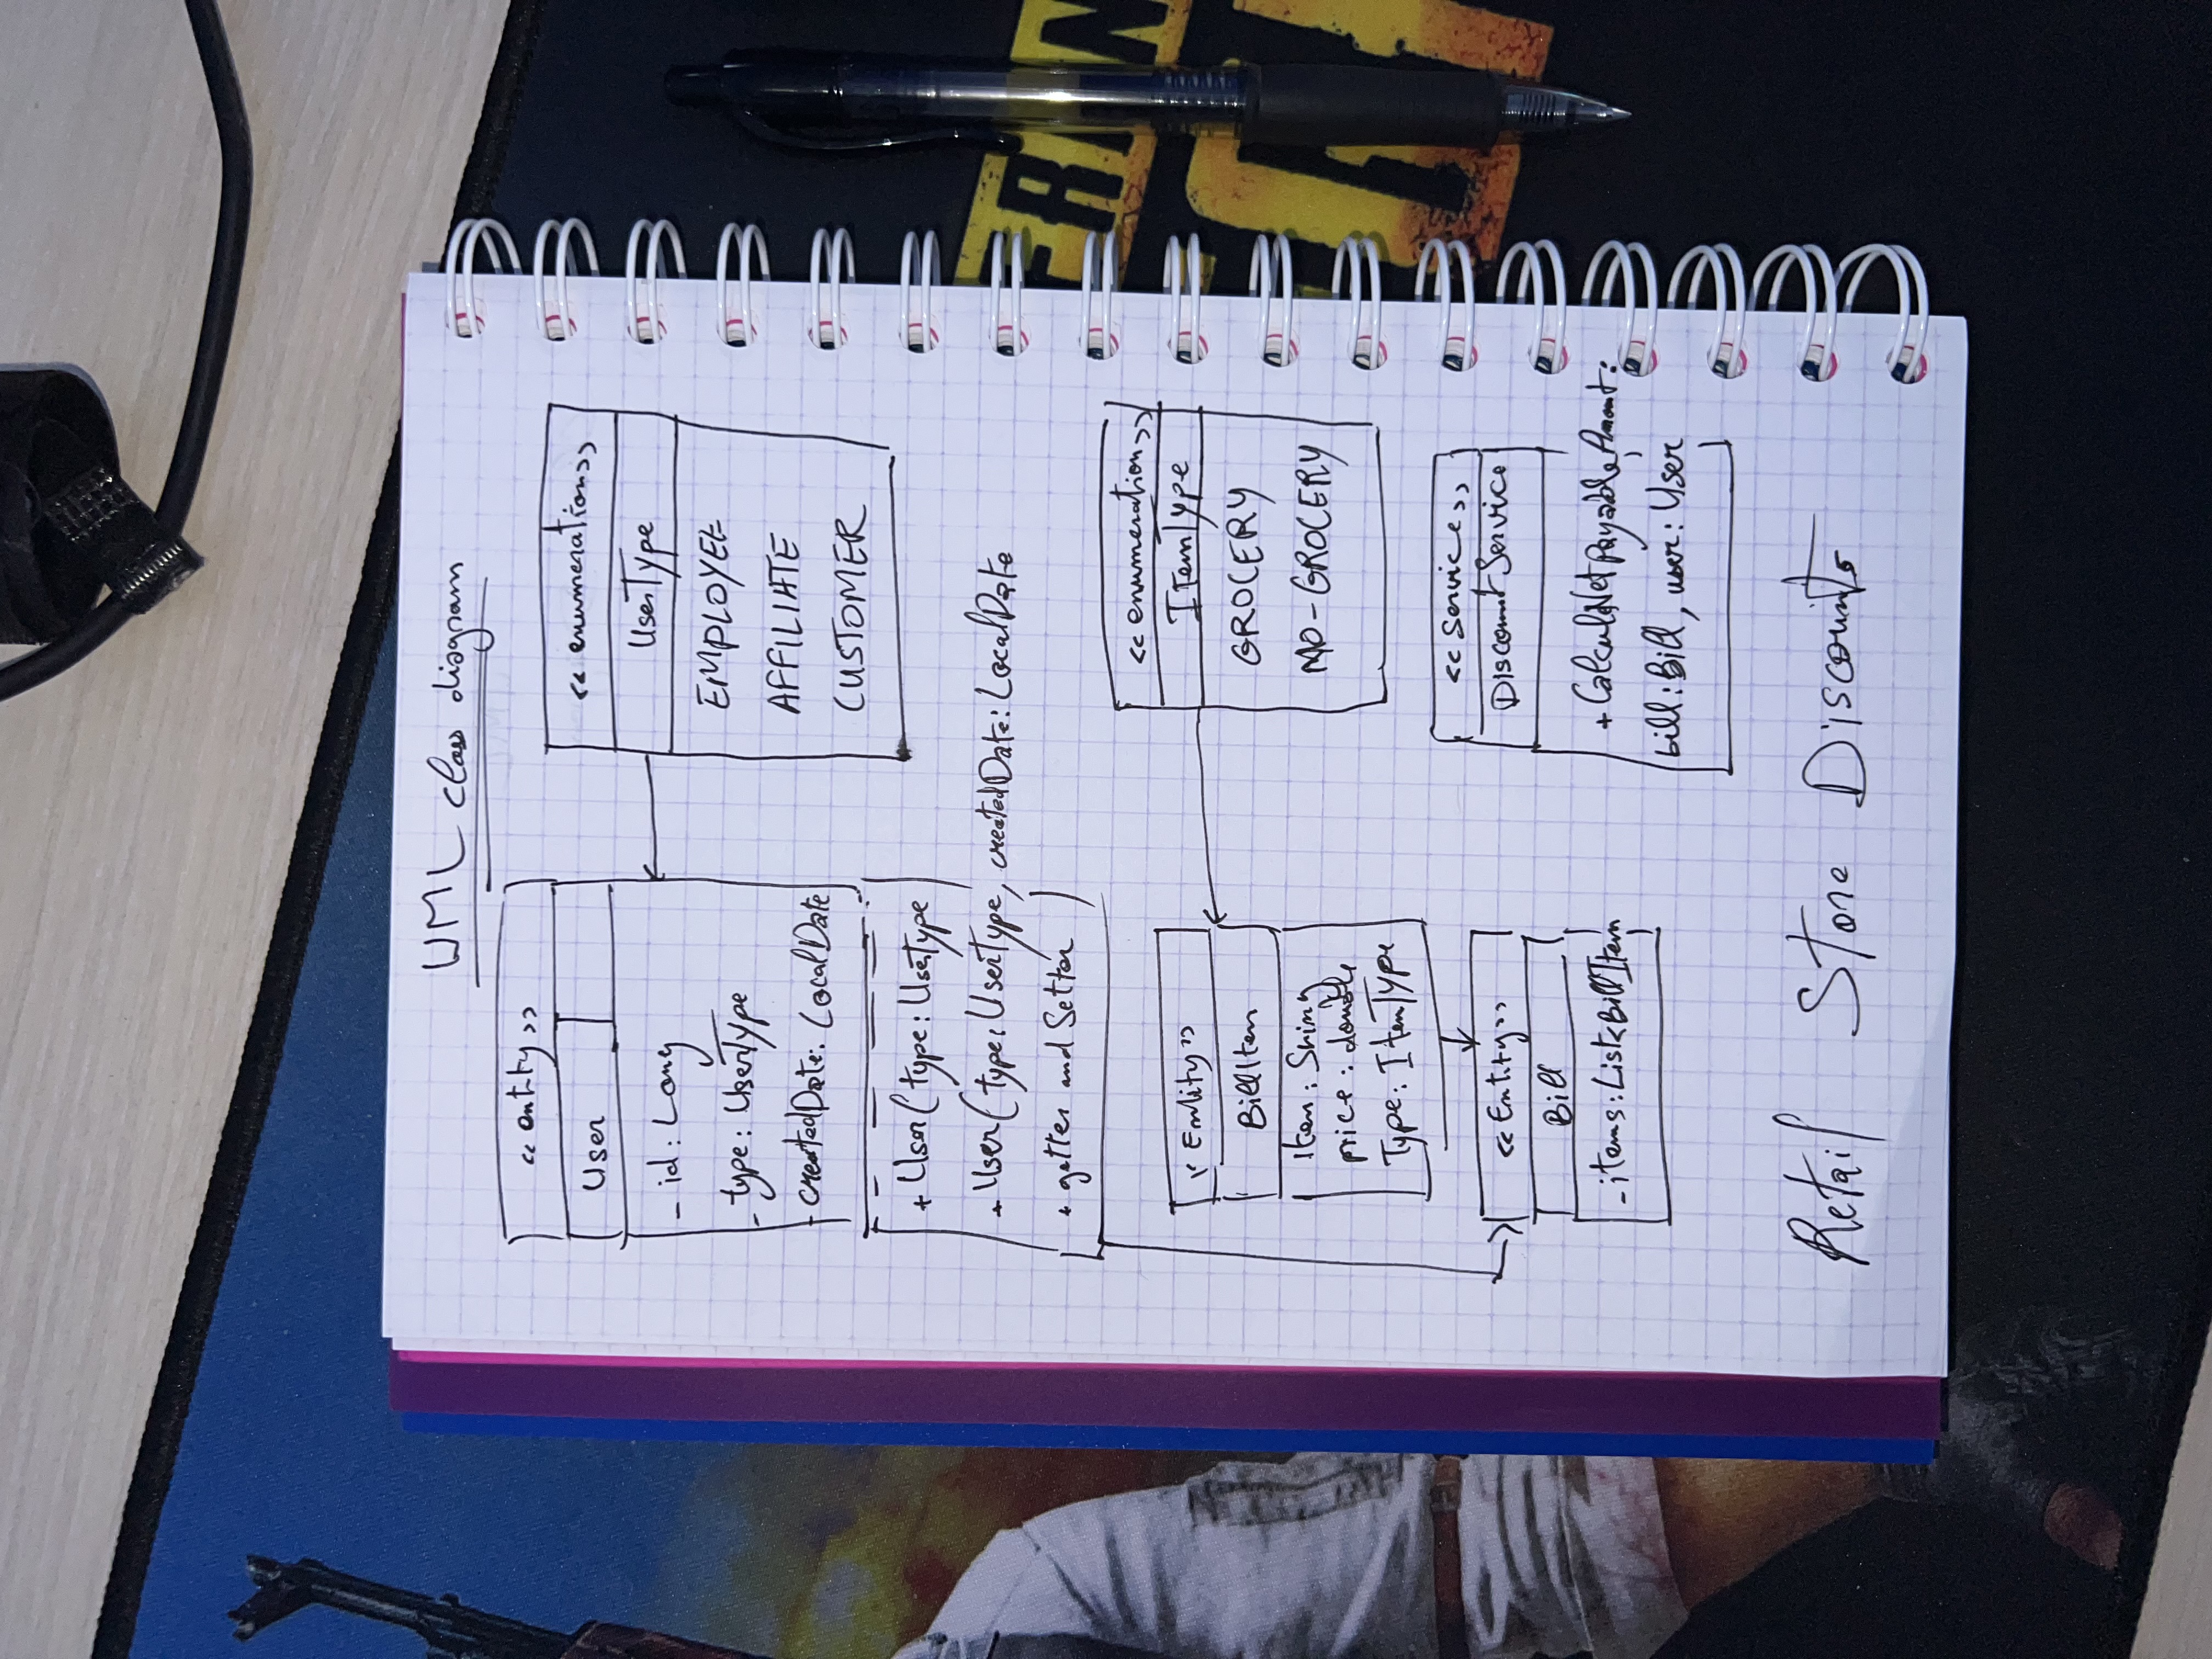 UML class diagram
<< entity >>
User
- id : Long
- type : UserType
- createdDate : LocalDate
+ User( type : UserType
+ User( type : UserType, createdDate : LocalDate
+ getter and Setter )
<< enumeration >>
UserType
EMPLOYEE
AFFILIATE
CUSTOMER
<< Entity >>
BillItem
Item : String
price : double
Type : ItemType
<< enumeration >>
ItemType
GROCERY
NO-GROCERY
<< Entity >>
Bill
- items : List<BillItem
<< Service >>
DiscountService
+ CalculNetPayableAmount :
bill : Bill, user : User
Retail Store Discounts